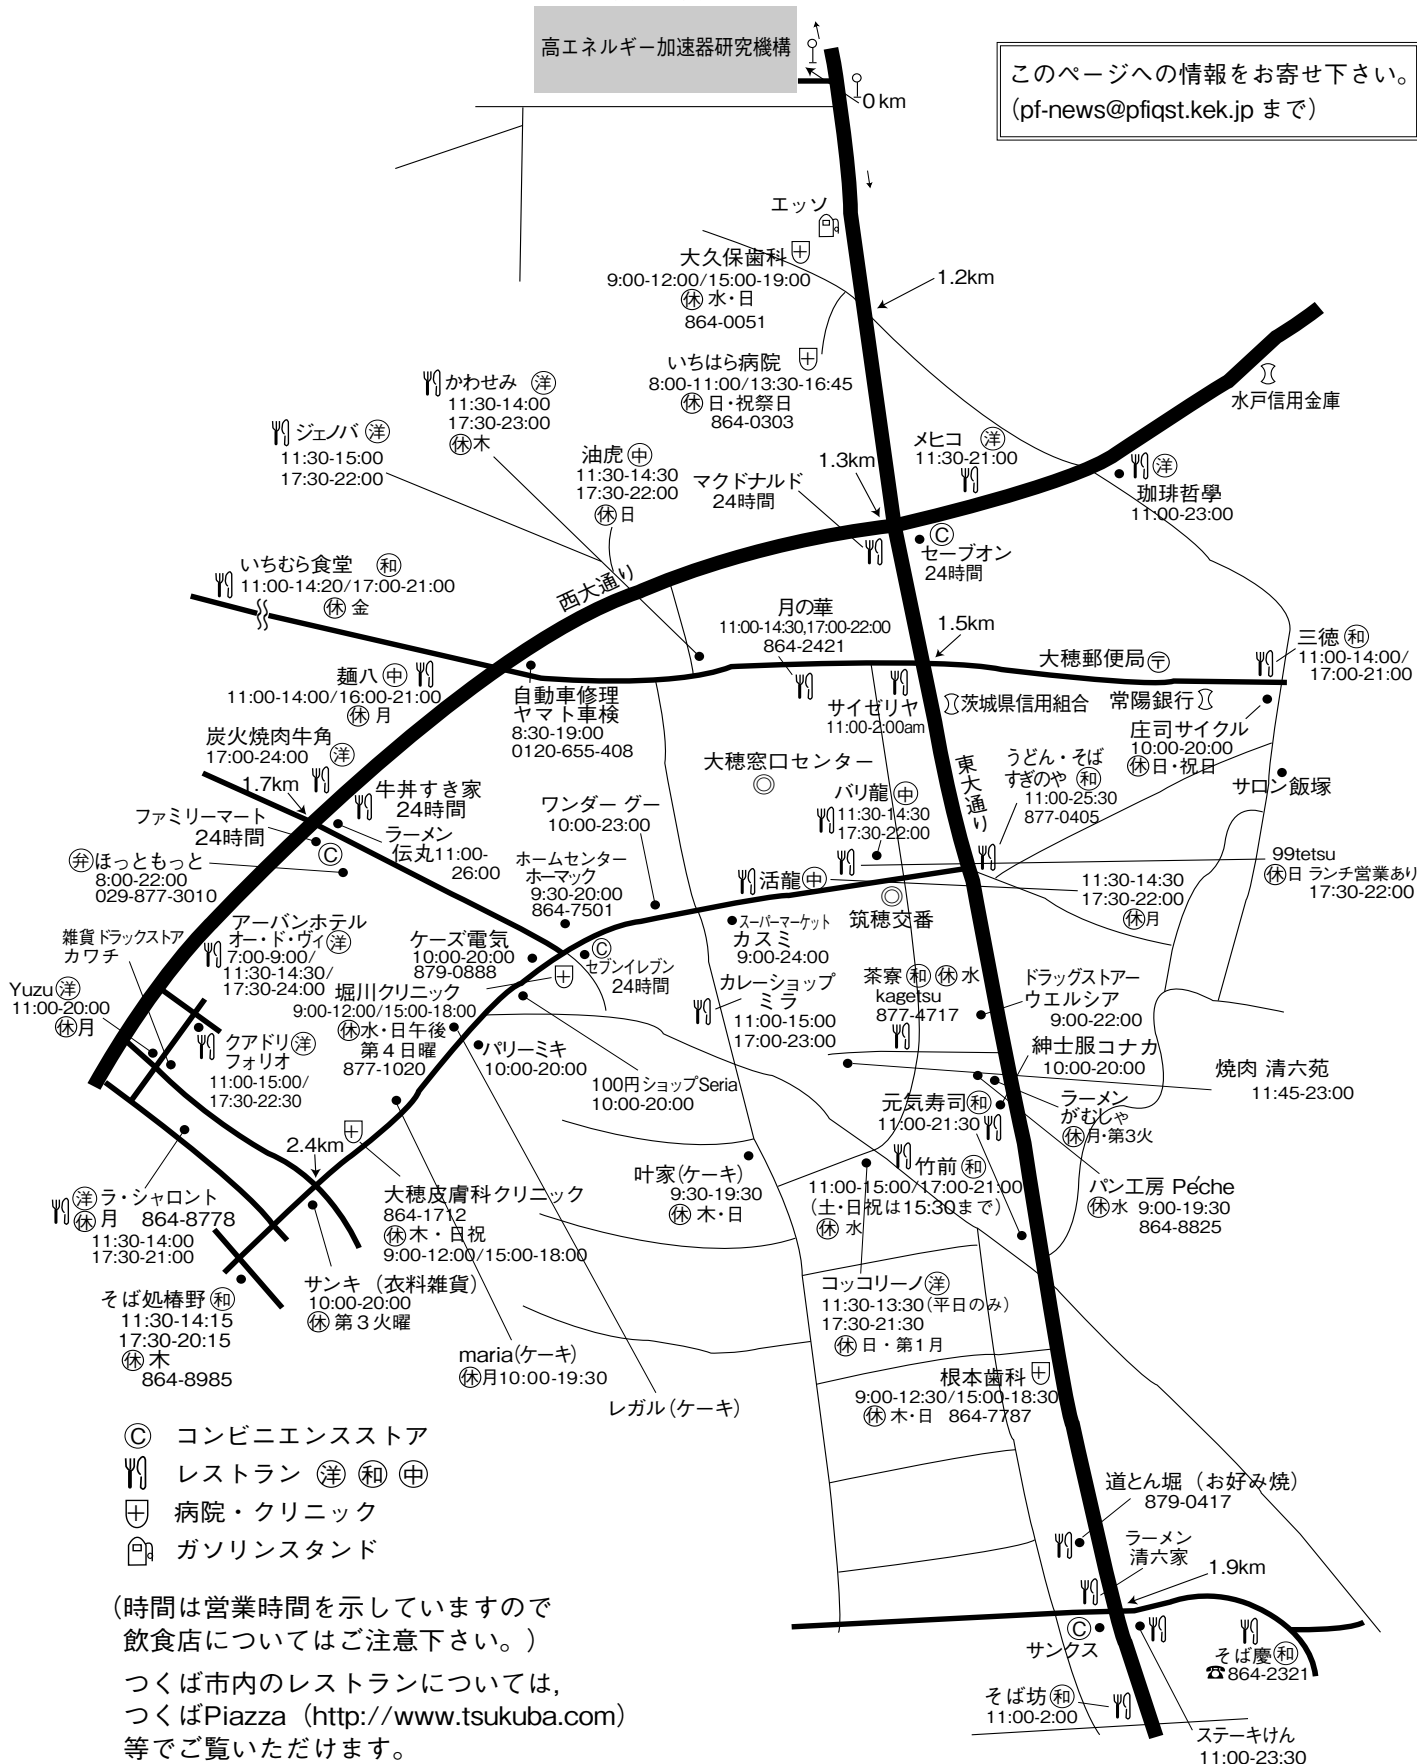 高エネルギー加速器研究機構
このページへの情報をお寄せ下さい。
(pf-news@pfiqst.kek.jp まで)
0 km
エッソ
大久保歯科
9:00-12:00/15:00-19:00
休 水・日
864-0051
1.2km
いちはら病院
8:00-11:00/13:30-16:45
休 日・祝祭日
864-0303
水戸信用金庫
かわせみ 洋
11:30-14:00
17:30-23:00
休木
ジェノバ 洋
11:30-15:00
17:30-22:00
油虎 中
11:30-14:30
17:30-22:00
休日
1.3km
マクドナルド
24時間
メヒコ 洋
11:30-21:00
洋
珈琲哲學
11:00-23:00
C
セーブオン
24時間
いちむら食堂 和
11:00-14:20/17:00-21:00
休 金
西大通り
月の華
11:00-14:30,17:00-22:00
864-2421
1.5km
大穂郵便局〒
三徳 和
11:00-14:00/
17:00-21:00
麺八 中
11:00-14:00/16:00-21:00
休 月
自動車修理
ヤマト車検
8:30-19:00
0120-655-408
サイゼリヤ
11:00-2:00am
茨城県信用組合
常陽銀行
庄司サイクル
10:00-20:00
休日・祝日
サロン飯塚
炭火焼肉牛角 洋
17:00-24:00
1.7km
牛丼すき家
24時間
ファミリーマート
24時間
C
ラーメン
伝丸11:00-
26:00
ワンダー グー
10:00-23:00
大穂窓口センター
東大通り
うどん・そば
すぎのや 和
11:00-25:30
877-0405
バリ龍 中
11:30-14:30
17:30-22:00
弁ほっともっと
8:00-22:00
029-877-3010
ホームセンター
ホーマック
9:30-20:00
864-7501
活龍 中
11:30-14:30
17:30-22:00
休月
99tetsu
休日 ランチ営業あり
17:30-22:00
筑穂交番
アーバンホテル
オー・ド・ヴィ 洋
7:00-9:00/
11:30-14:30/
17:30-24:00
雑貨 ドラックストア
カワチ
ケーズ電気
10:00-20:00
879-0888
C
セブンイレブン
24時間
スーパーマーケット
カスミ
9:00-24:00
Yuzu 洋
11:00-20:00
休月
堀川クリニック
9:00-12:00/15:00-18:00
休水・日午後
第４日曜
877-1020
カレーショップ
ミラ
11:00-15:00
17:00-23:00
茶寮 和 休 水
kagetsu
877-4717
ドラッグストアー
ウエルシア
9:00-22:00
クアドリ 洋
フォリオ
11:00-15:00/
17:30-22:30
パリーミキ
10:00-20:00
100円ショップSeria
10:00-20:00
紳士服コナカ
10:00-20:00
焼肉 清六苑
11:45-23:00
元気寿司 和
11:00-21:30
ラーメン
がむしゃ
休月・第3火
2.4km
大穂皮膚科クリニック
864-1712
休木・日祝
9:00-12:00/15:00-18:00
叶家(ケーキ)
9:30-19:30
休 木・日
竹前 和
11:00-15:00/17:00-21:00
(土・日祝は15:30まで)
休 水
パン工房 Péche
休水 9:00-19:30
864-8825
洋ラ・シャロント
休月 864-8778
11:30-14:00
17:30-21:00
サンキ（衣料雑貨）
10:00-20:00
休 第３火曜
コッコリーノ 洋
11:30-13:30(平日のみ)
17:30-21:30
休 日・第1月
そば処椿野 和
11:30-14:15
17:30-20:15
休 木
864-8985
maria(ケーキ)
休月10:00-19:30
レガル(ケーキ)
根本歯科
9:00-12:30/15:00-18:30
休 木・日 864-7787
C コンビニエンスストア
レストラン 洋 和 中
病院・クリニック
ガソリンスタンド
道とん堀（お好み焼）
879-0417
ラーメン
清六家
1.9km
C
サンクス
そば慶 和
☎864-2321
そば坊 和
11:00-2:00
ステーキけん
11:00-23:30
(時間は営業時間を示していますので
飲食店についてはご注意下さい。)
つくば市内のレストランについては,
つくばPiazza（http://www.tsukuba.com）
等でご覧いただけます。